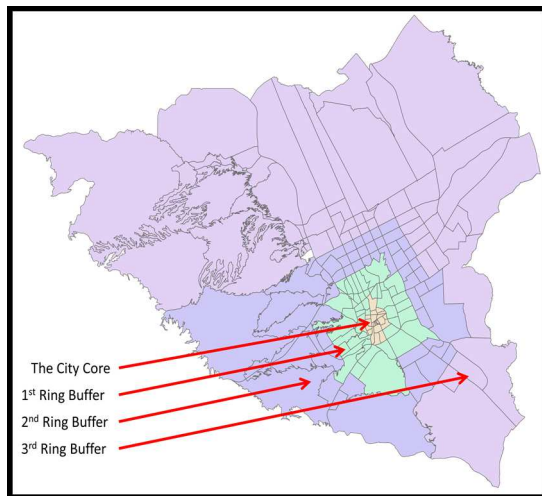 The City Core
1st Ring Buffer
2nd Ring Buffer
3rd Ring Buffer